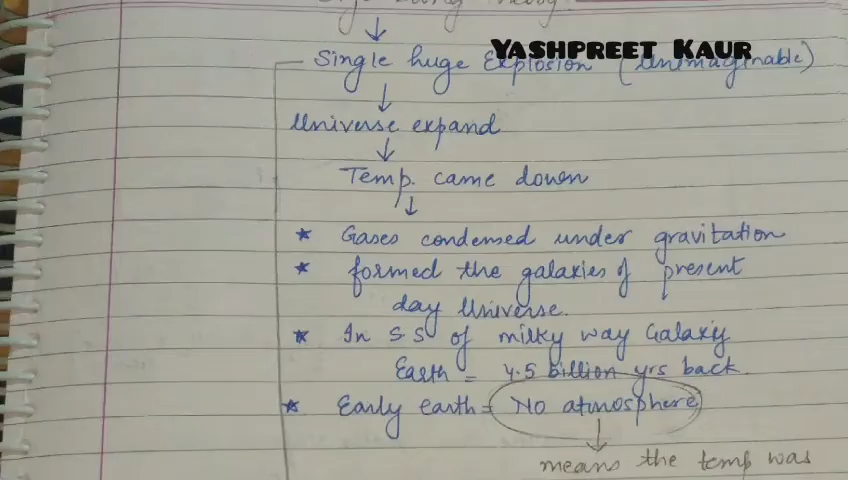 YASHPREET KAUR
Single huge Explosion (Unimaginable)
Universe expand
Temp. came down
* Gases condensed under gravitation
* formed the galaxies of present
day Universe.
* In S.S of milky way Galaxy
Earth = 4.5 billion yrs back.
* Early earth = No atmosphere
means the temp was